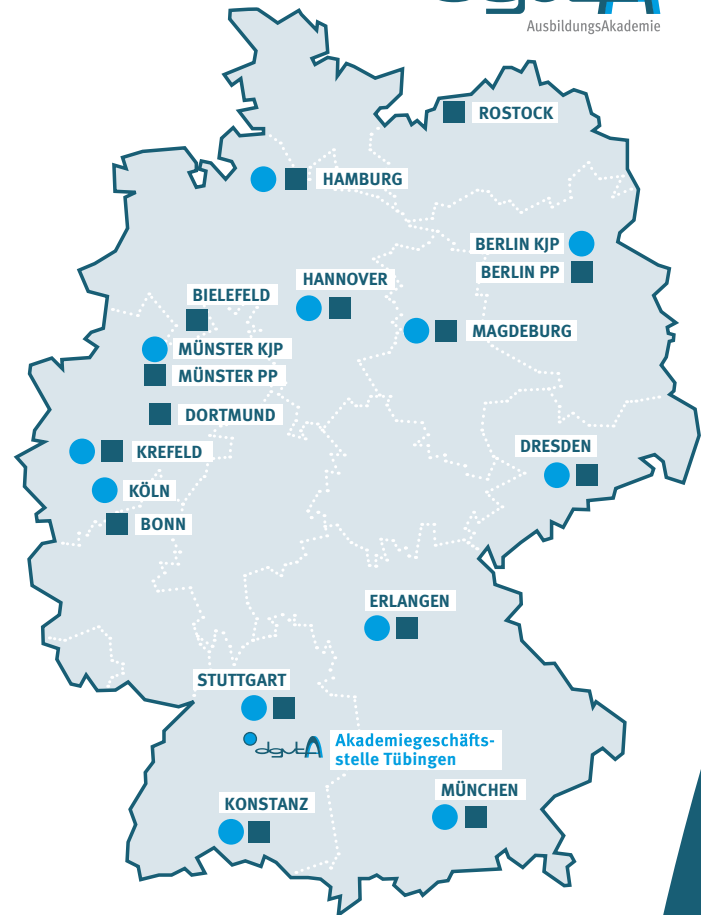 AusbildungsAkademie
ROSTOCK
HAMBURG
BERLIN KJP
BERLIN PP
HANNOVER
BIELEFELD
MAGDEBURG
MÜNSTER KJP
MÜNSTER PP
DORTMUND
DRESDEN
KREFELD
KÖLN
BONN
ERLANGEN
STUTTGART
dgvt
Akademiegeschäfts-
stelle Tübingen
MÜNCHEN
KONSTANZ